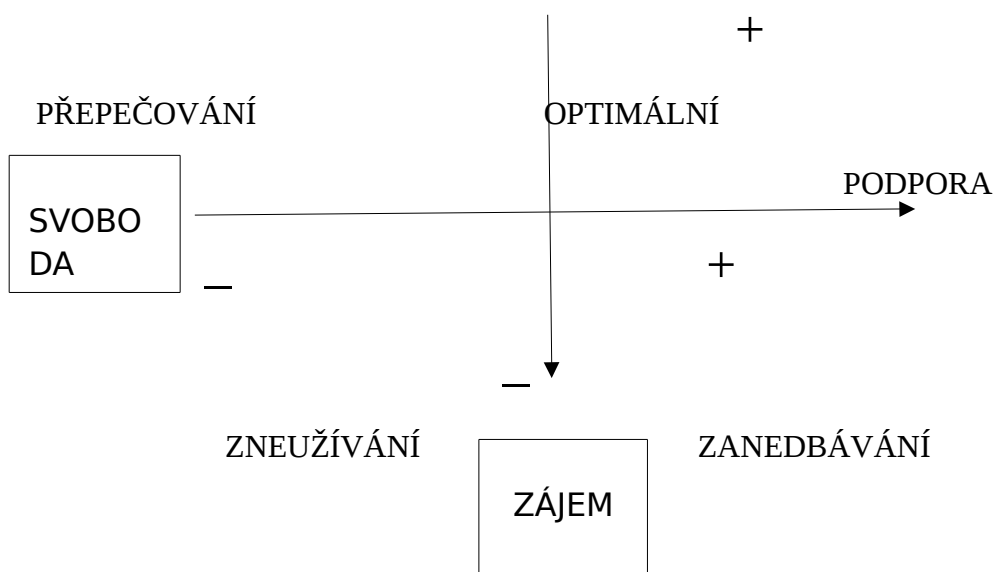 +
PŘEPEČOVÁNÍ
OPTIMÁLNÍ
PODPORA
SVOBO
DA
+
–
–
ZNEUŽÍVÁNÍ
ZANEDBÁVÁNÍ
ZÁJEM